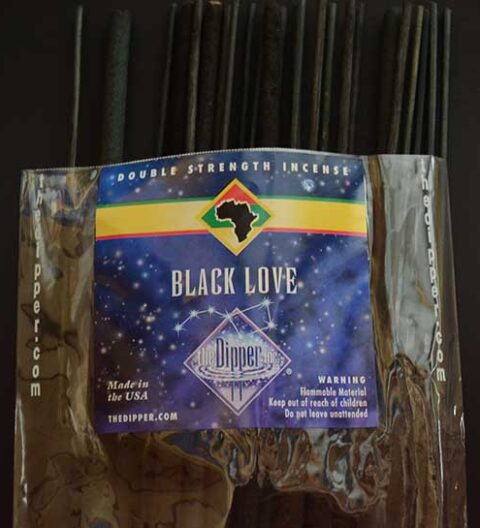 DOUBLE STRENGTH INCENSE
BLACK LOVE
the Dipper
®
Made in
the USA
THEDIPPER.COM
WARNING
Flammable Material
Keep out of reach of children
Do not leave unattended
thedipper.com
thedipper.com